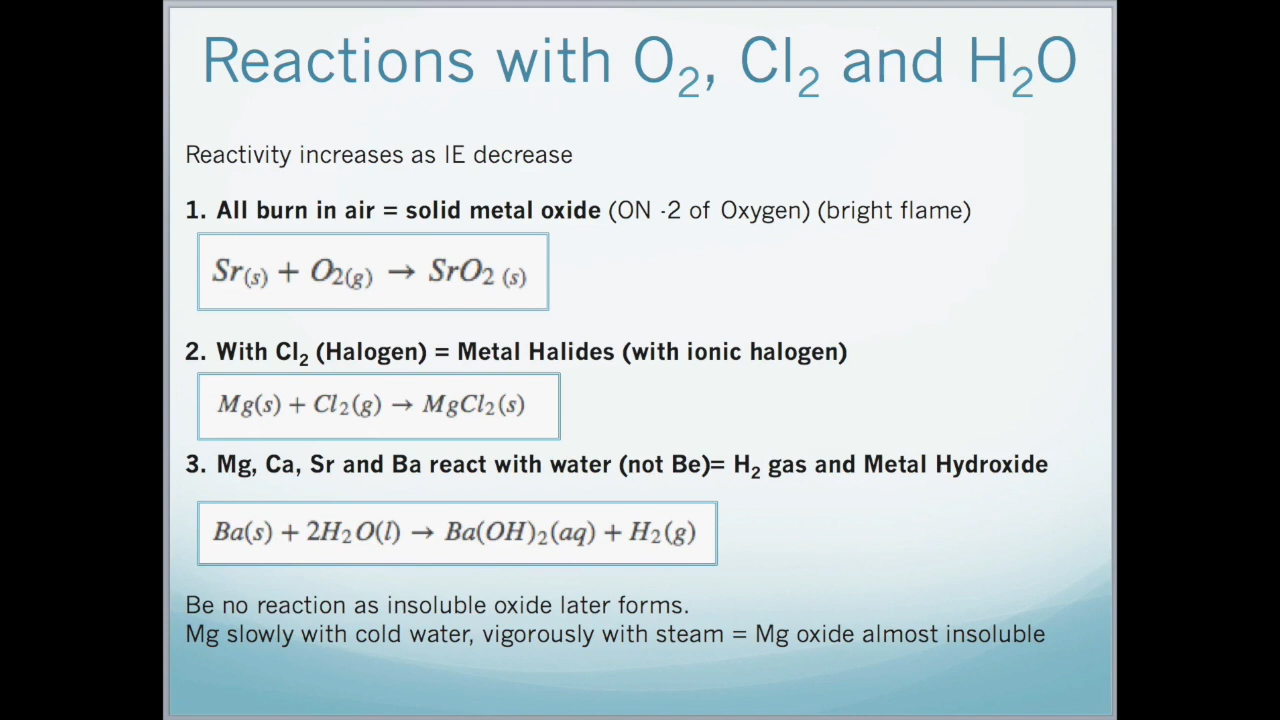 Reactions with O₂, Cl₂ and H₂O
Reactivity increases as IE decrease
1. All burn in air = solid metal oxide (ON -2 of Oxygen) (bright flame)
Sr(s) + O₂(g) → SrO₂ (s)
2. With Cl₂ (Halogen) = Metal Halides (with ionic halogen)
Mg(s) + Cl₂(g) → MgCl₂(s)
3. Mg, Ca, Sr and Ba react with water (not Be)= H₂ gas and Metal Hydroxide
Ba(s) + 2H₂O(l) → Ba(OH)₂(aq) + H₂(g)
Be no reaction as insoluble oxide later forms.
Mg slowly with cold water, vigorously with steam = Mg oxide almost insoluble